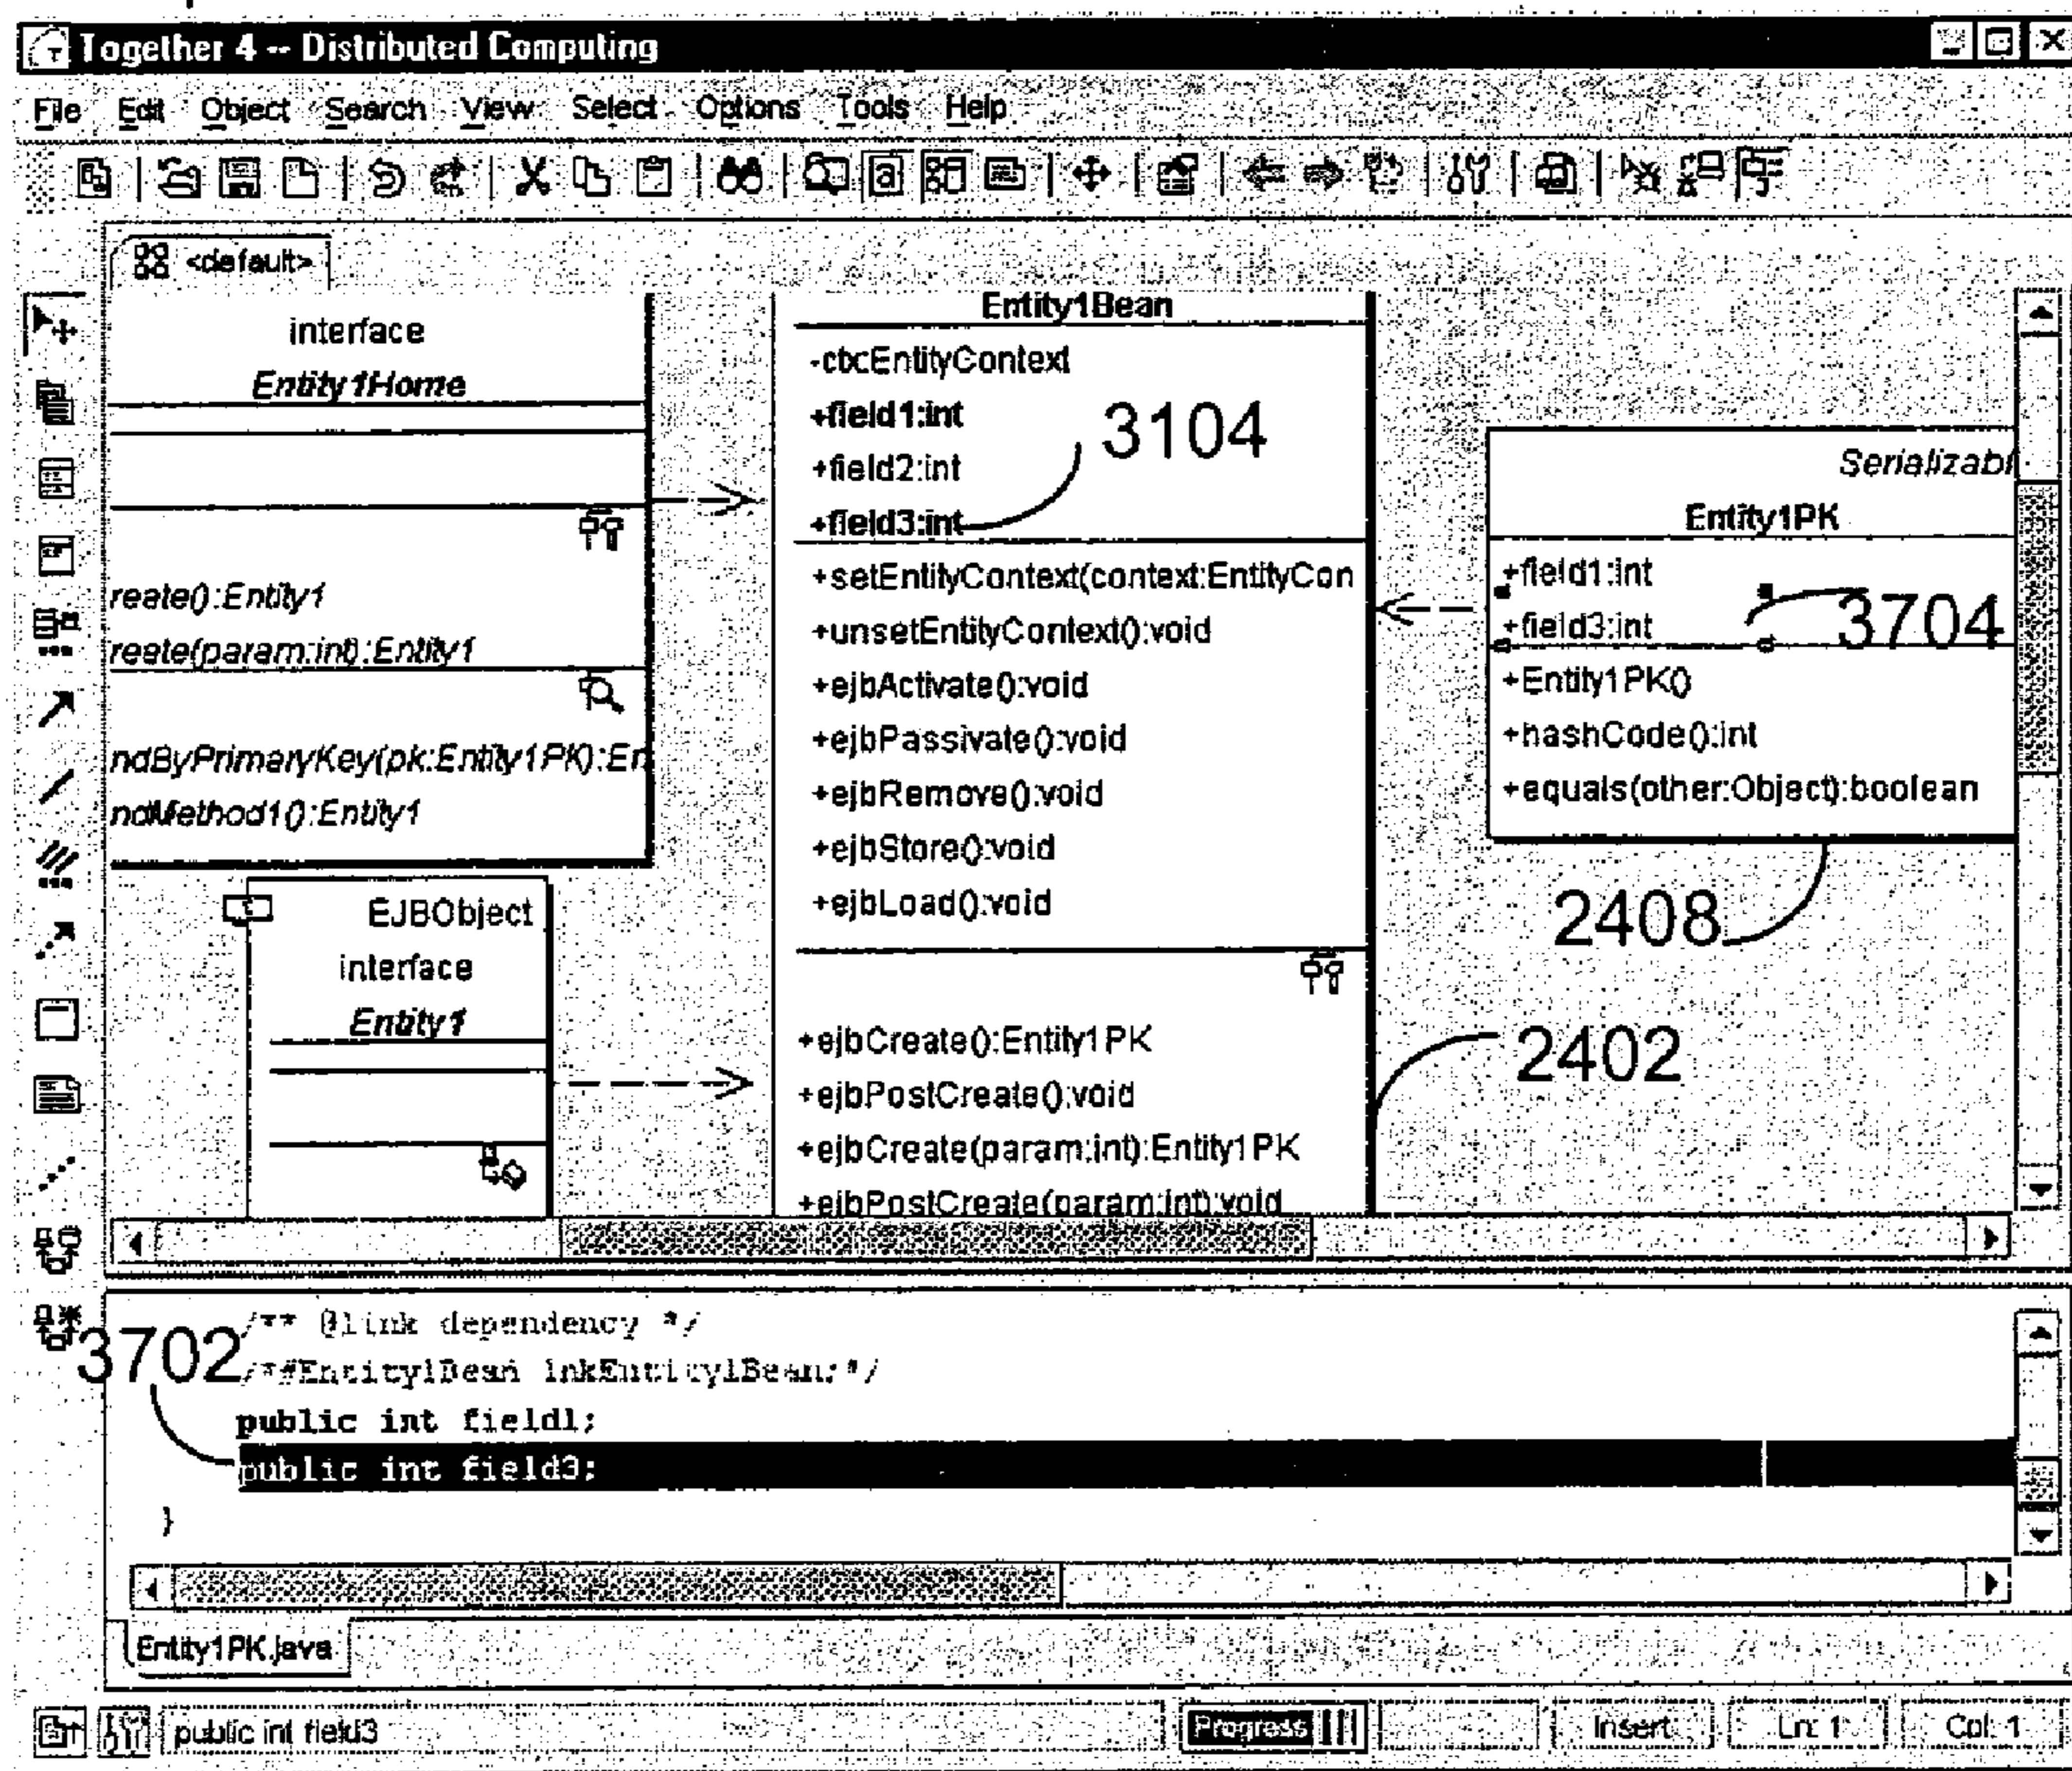 Together 4 -- Distributed Computing
File Edit Object Search View Select Options Tools Help
<default>
interface
Entity1Home
reate():Entity1
reate(param:int):Entity1
ndByPrimaryKey(pk:Entity1PK):En
ndMethod1():Entity1
EJBObject
interface
Entity1
Entity1Bean
-ctx:EntityContext
+field1:int
+field2:int
+field3:int
3104
+setEntityContext(context:EntityCon
+unsetEntityContext():void
+ejbActivate():void
+ejbPassivate():void
+ejbRemove():void
+ejbStore():void
+ejbLoad():void
+ejbCreate():Entity1PK
+ejbPostCreate():void
+ejbCreate(param:int):Entity1PK
+ejbPostCreate(param:int):void
Serializabl
Entity1PK
+field1:int
+field3:int
3704
+Entity1PK()
+hashCode():int
+equals(other:Object):boolean
2408
2402
3702
/** @link dependency */
/*#Entity1Bean lnkEntity1Bean;*/
public int field1;
public int field3;
}
Entity1PK.java
public int field3
Progress
Insert
Ln: 1
Col: 1